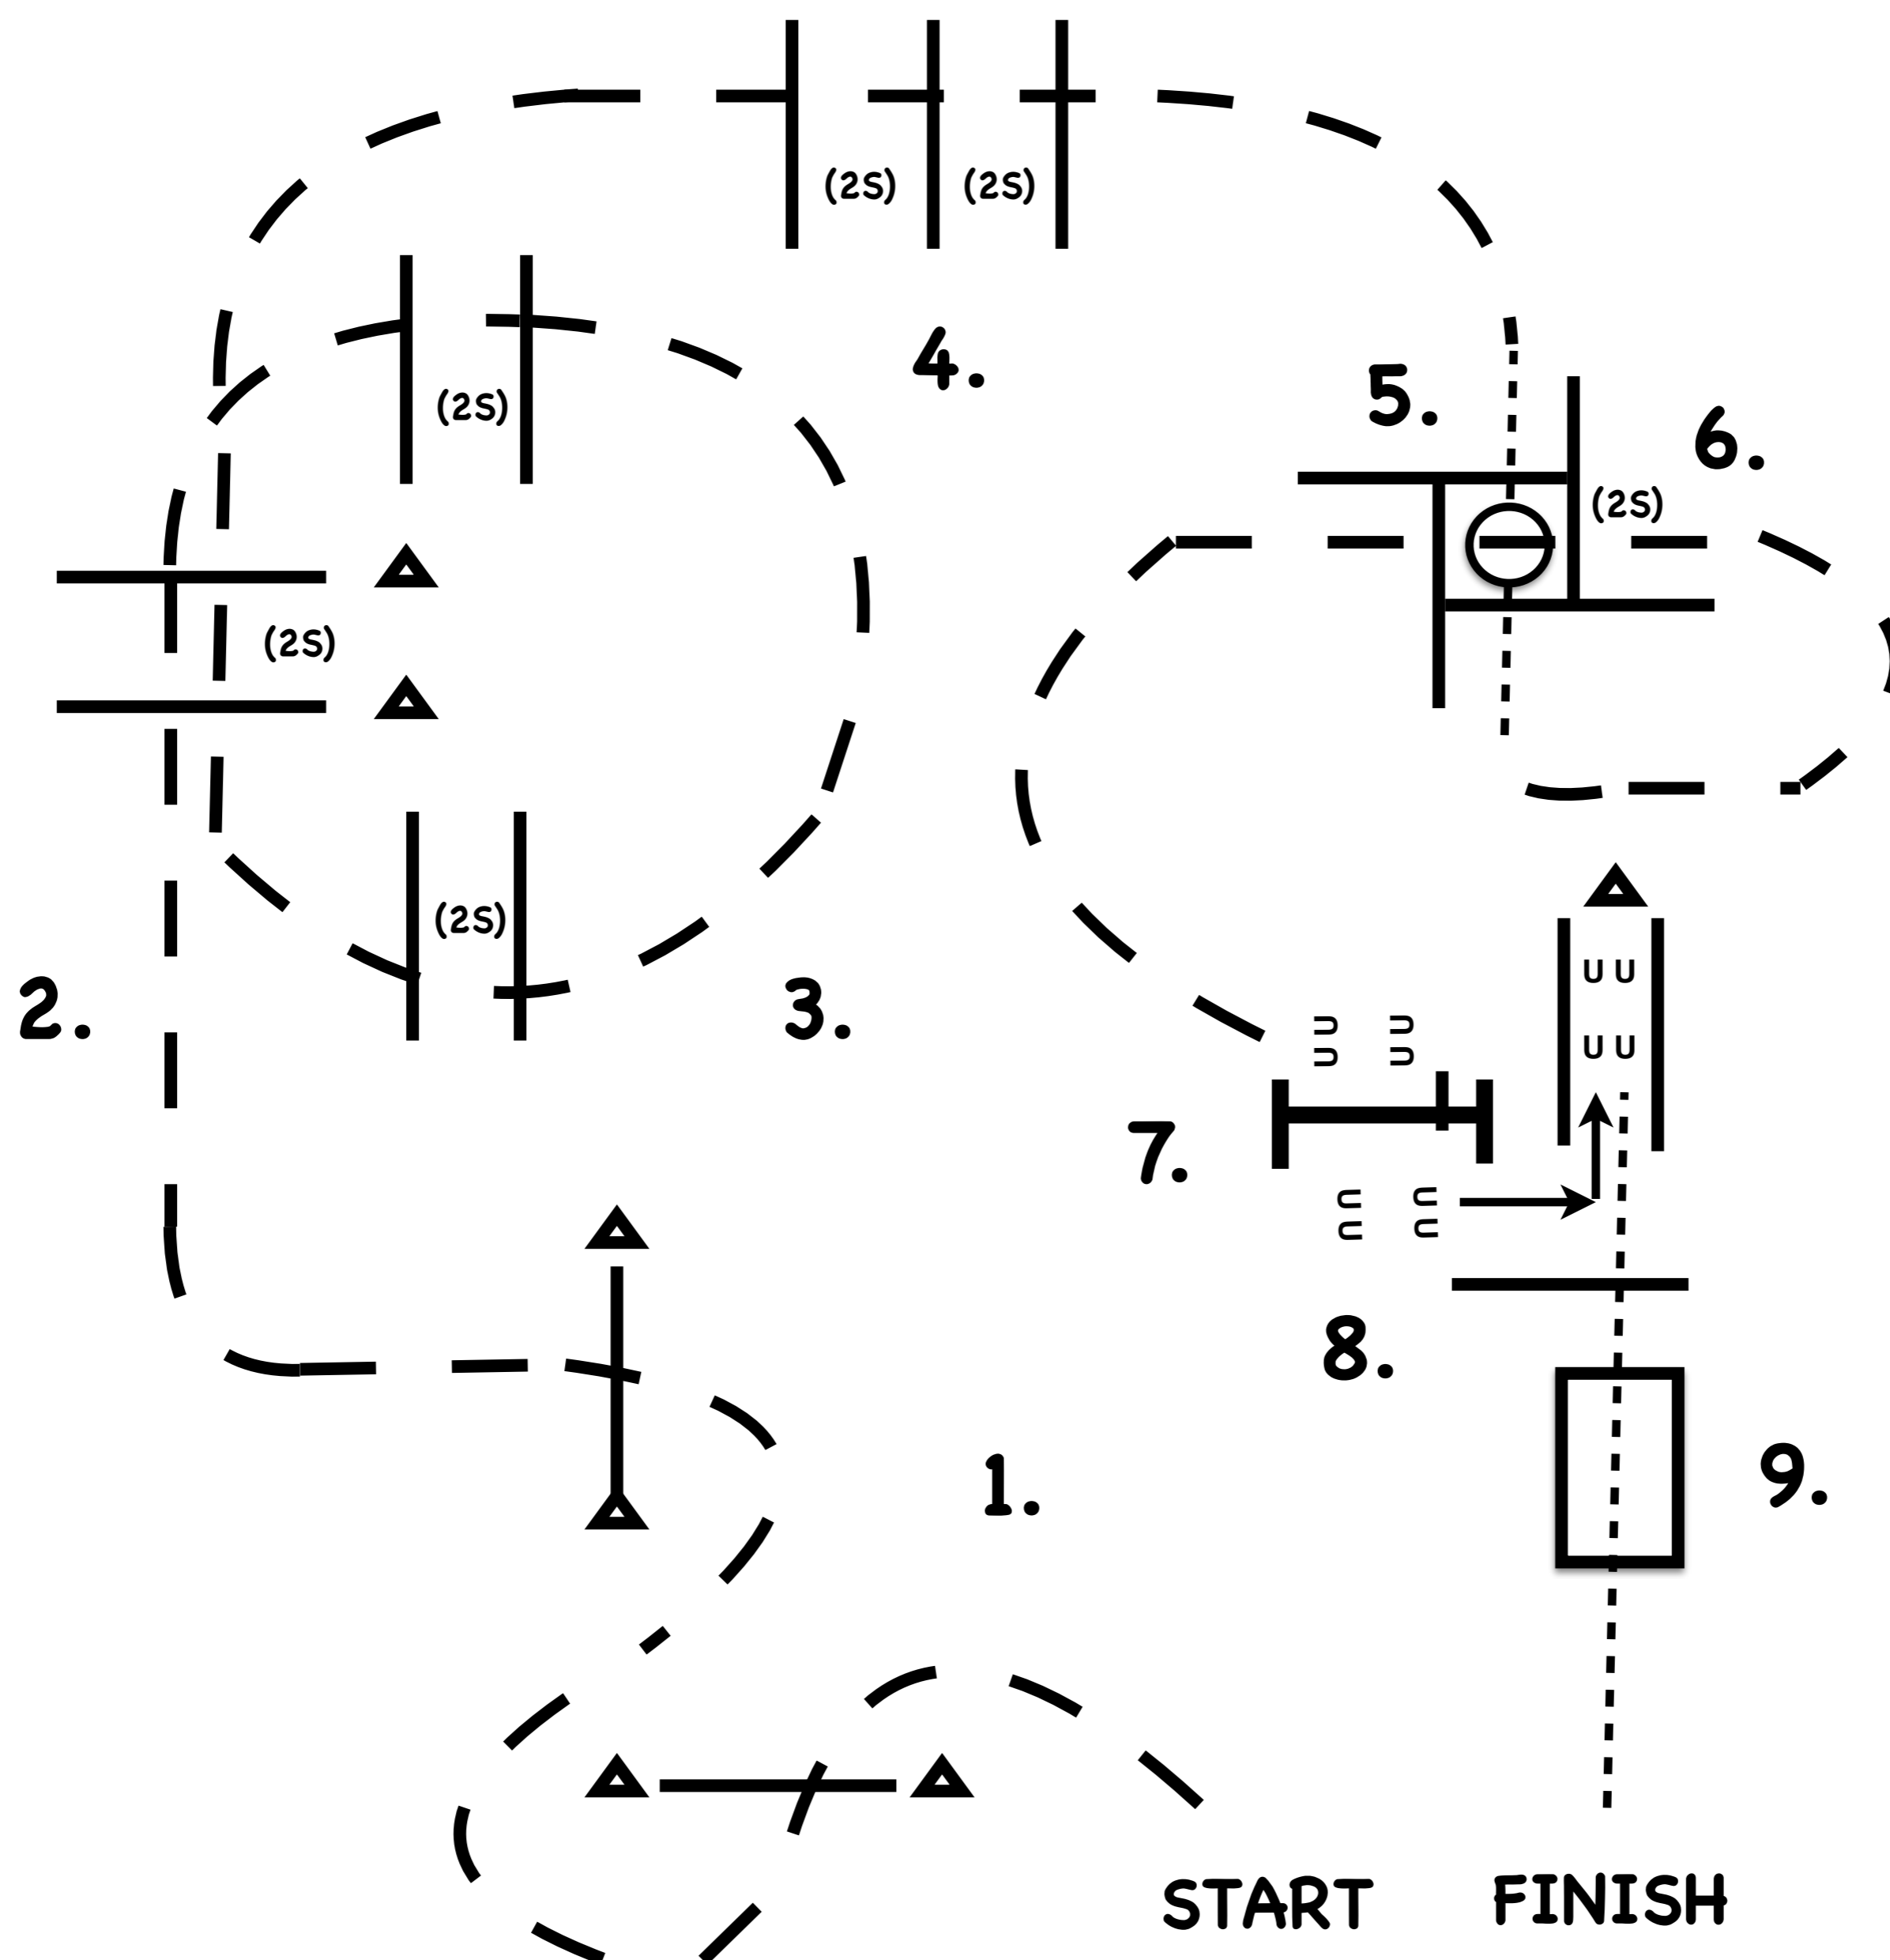 (2S) (2S)
4.
5.
6.
(2S)
(2S)
(2S)
(2S)
2.
3.
U U
U U
U U
U U
7.
U U
U U
8.
1.
9.
START
FINISH